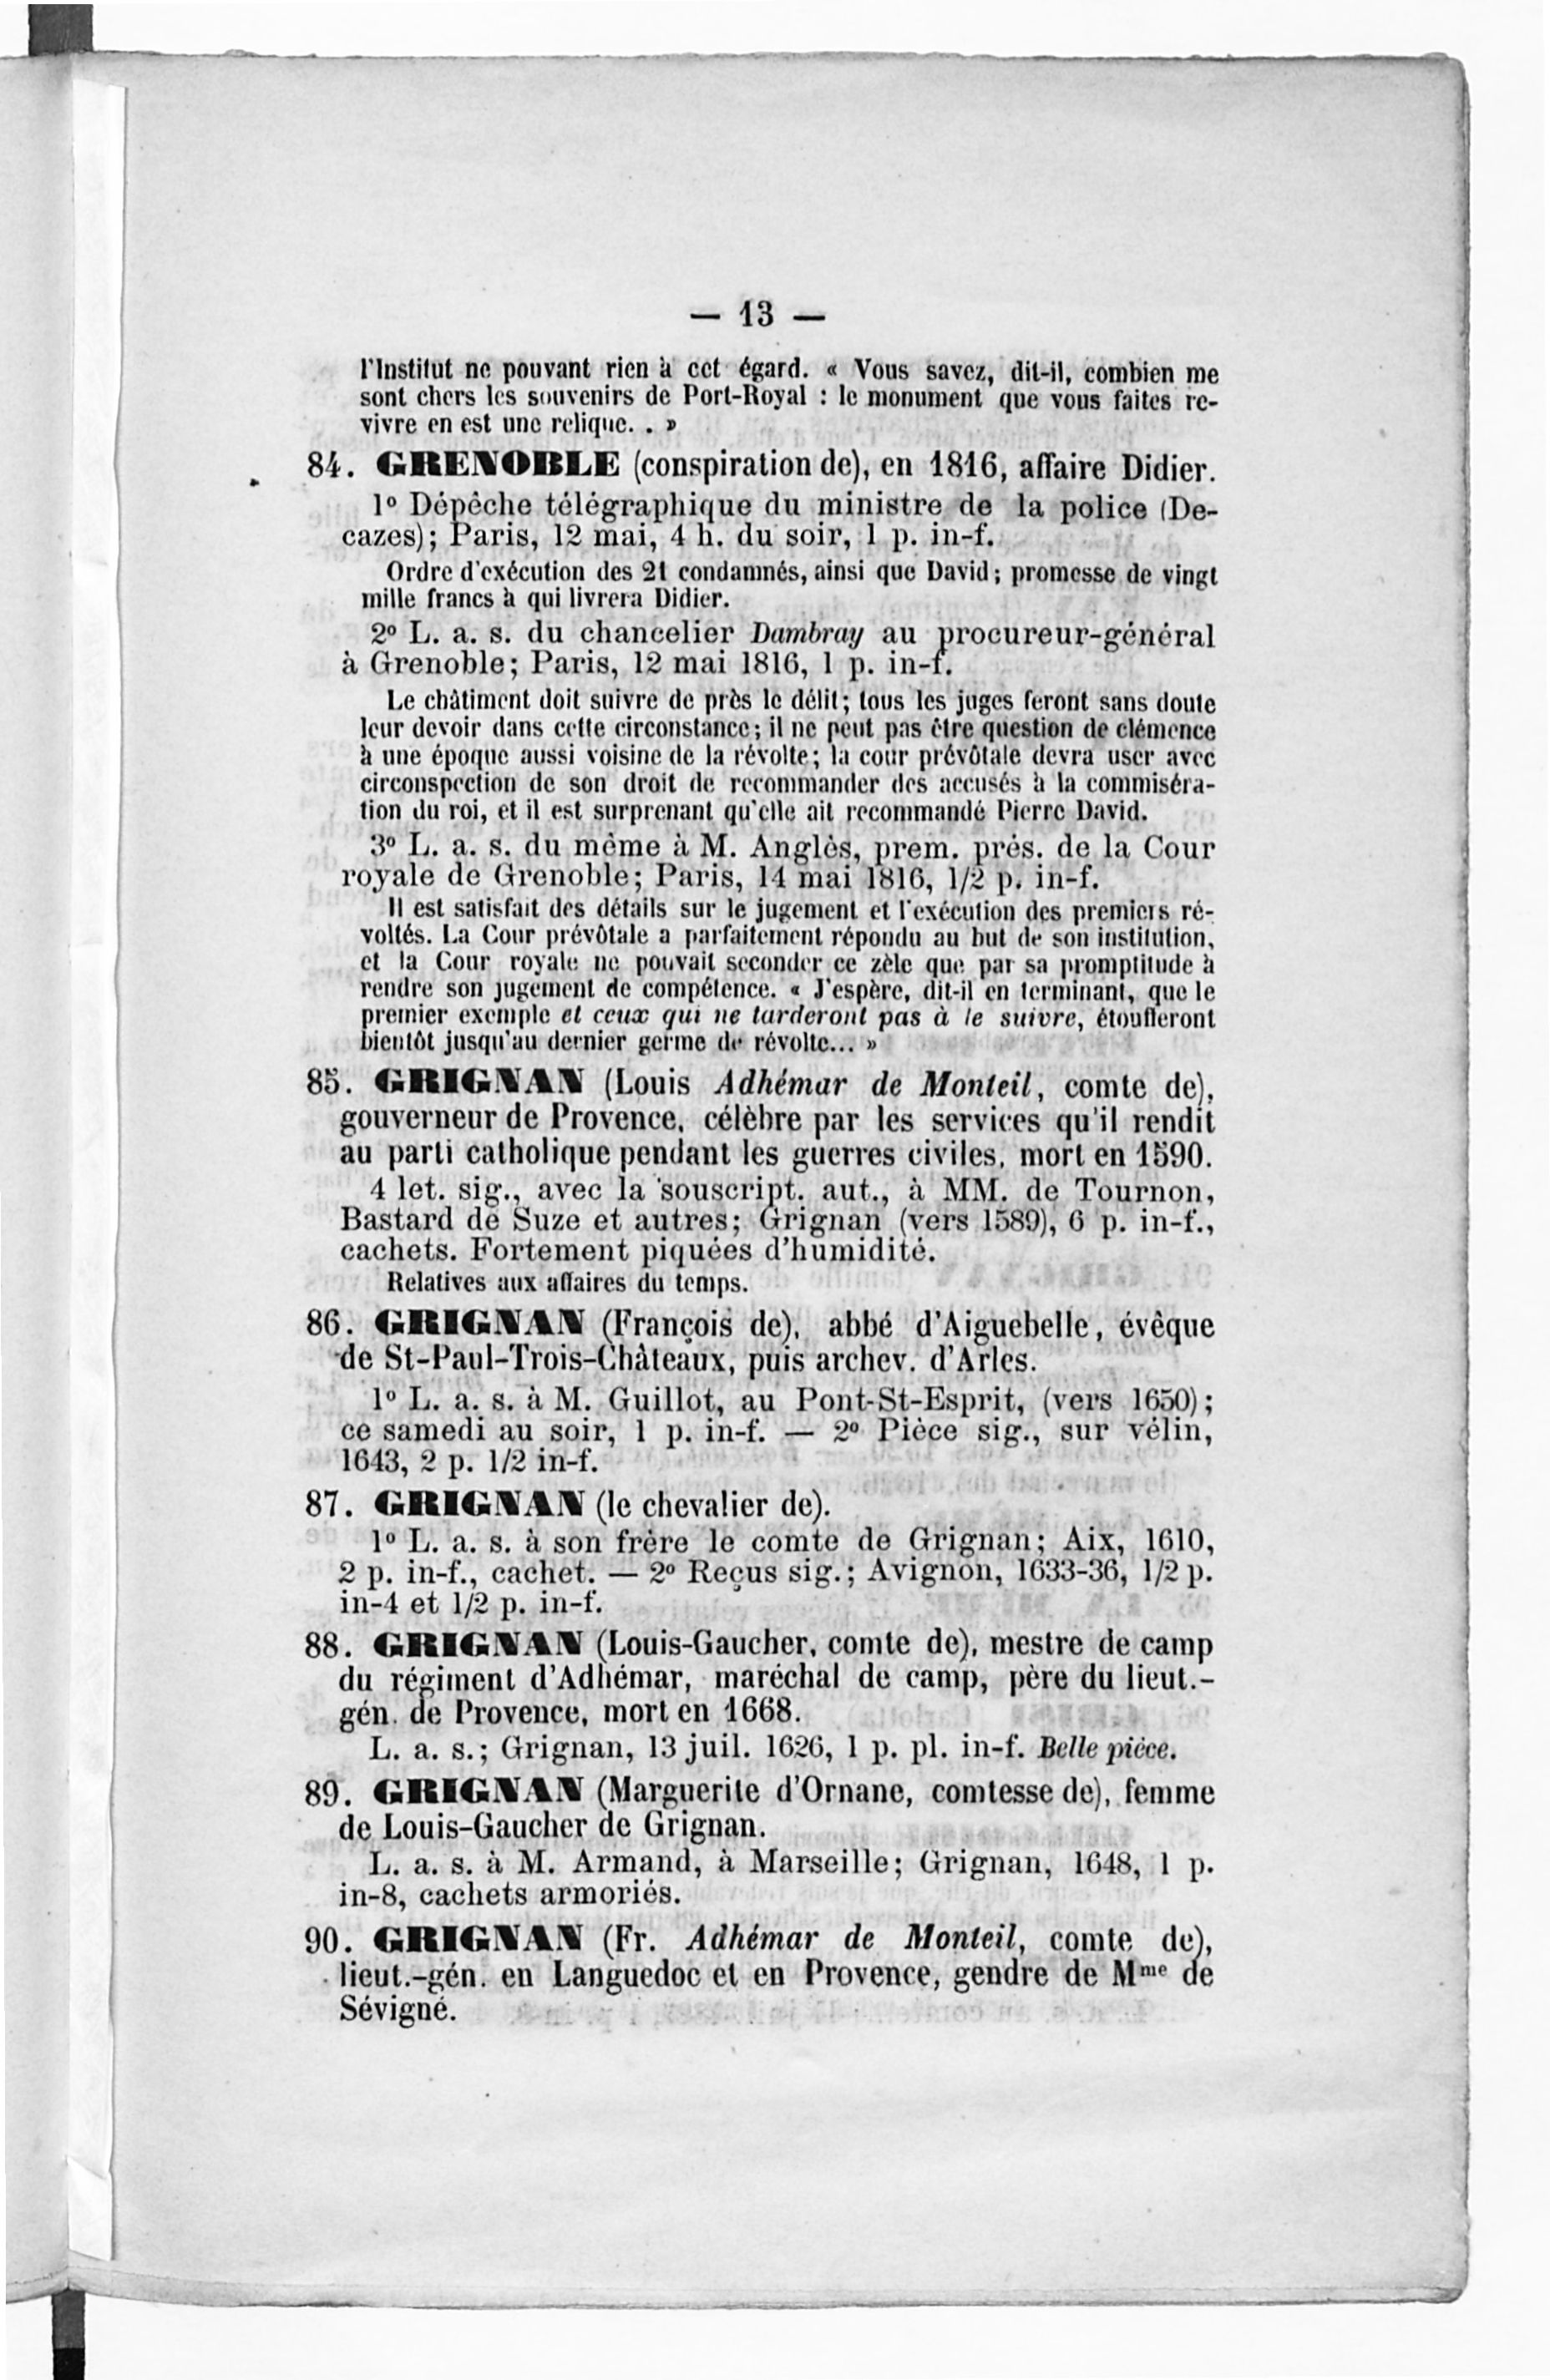 — 13 —
l'Institut ne pouvant rien à cet égard. « Vous savez, dit-il, combien me
sont chers les souvenirs de Port-Royal : le monument que vous faites re-
vivre en est une relique. . »
84. GRENOBLE (conspiration de), en 1816, affaire Didier.
1º Dépêche télégraphique du ministre de la police (De-
cazes); Paris, 12 mai, 4 h. du soir, 1 p. in-f.
Ordre d'exécution des 21 condamnés, ainsi que David; promesse de vingt
mille francs à qui livrera Didier.
2º L. a. s. du chancelier Dambray au procureur-général
à Grenoble; Paris, 12 mai 1816, 1 p. in-f.
Le châtiment doit suivre de près le délit; tous les juges feront sans doute
leur devoir dans cette circonstance; il ne peut pas être question de clémence
à une époque aussi voisine de la révolte; la cour prévôtale devra user avec
circonspection de son droit de recommander des accusés à la commiséra-
tion du roi, et il est surprenant qu'elle ait recommandé Pierre David.
3º L. a. s. du même à M. Anglès, prem. prés. de la Cour
royale de Grenoble; Paris, 14 mai 1816, 1/2 p. in-f.
Il est satisfait des détails sur le jugement et l'exécution des premiers ré-
voltés. La Cour prévôtale a parfaitement répondu au but de son institution,
et la Cour royale ne pouvait seconder ce zèle que par sa promptitude à
rendre son jugement de compétence. « J'espère, dit-il en terminant, que le
premier exemple et ceux qui ne tarderont pas à le suivre, étoufferont
bientôt jusqu'au dernier germe de révolte... »
85. GRIGNAN (Louis Adhémar de Monteil, comte de),
gouverneur de Provence, célèbre par les services qu'il rendit
au parti catholique pendant les guerres civiles, mort en 1590.
4 let. sig., avec la souscript. aut., à MM. de Tournon,
Bastard de Suze et autres; Grignan (vers 1589), 6 p. in-f.,
cachets. Fortement piquées d'humidité.
Relatives aux affaires du temps.
86. GRIGNAN (François de), abbé d'Aiguebelle, évêque
de St-Paul-Trois-Châteaux, puis archev. d'Arles.
1º L. a. s. à M. Guillot, au Pont-St-Esprit, (vers 1650);
ce samedi au soir, 1 p. in-f. — 2º Pièce sig., sur vélin,
1643, 2 p. 1/2 in-f.
87. GRIGNAN (le chevalier de).
1º L. a. s. à son frère le comte de Grignan; Aix, 1610,
2 p. in-f., cachet. — 2º Reçus sig.; Avignon, 1633-36, 1/2 p.
in-4 et 1/2 p. in-f.
88. GRIGNAN (Louis-Gaucher, comte de), mestre de camp
du régiment d'Adhémar, maréchal de camp, père du lieut.-
gén. de Provence, mort en 1668.
L. a. s.; Grignan, 13 juil. 1626, 1 p. pl. in-f. Belle pièce.
89. GRIGNAN (Marguerite d'Ornane, comtesse de), femme
de Louis-Gaucher de Grignan.
L. a. s. à M. Armand, à Marseille; Grignan, 1648, 1 p.
in-8, cachets armoriés.
90. GRIGNAN (Fr. Adhémar de Monteil, comte de),
lieut.-gén. en Languedoc et en Provence, gendre de Mme de
Sévigné.